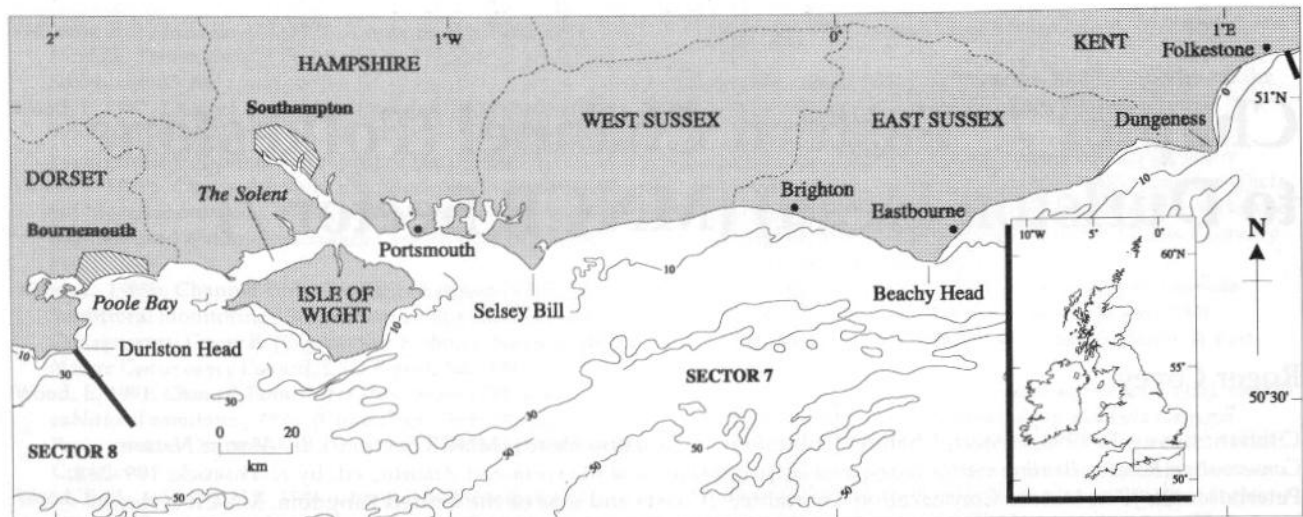 2°
1°W
0°
1°E
KENT
Folkestone
HAMPSHIRE
51°N
Southampton
WEST SUSSEX
EAST SUSSEX
Dungeness
DORSET
The Solent
Brighton
10
Eastbourne
Bournemouth
Portsmouth
10°W
5°
0°
60°N
N
Poole Bay
ISLE OF
WIGHT
10
10
Selsey Bill
Beachy Head
10
Durlston Head
30
55°
SECTOR 7
50°30'
30
30
30
0
20
km
SECTOR 8
50
50
50
50°